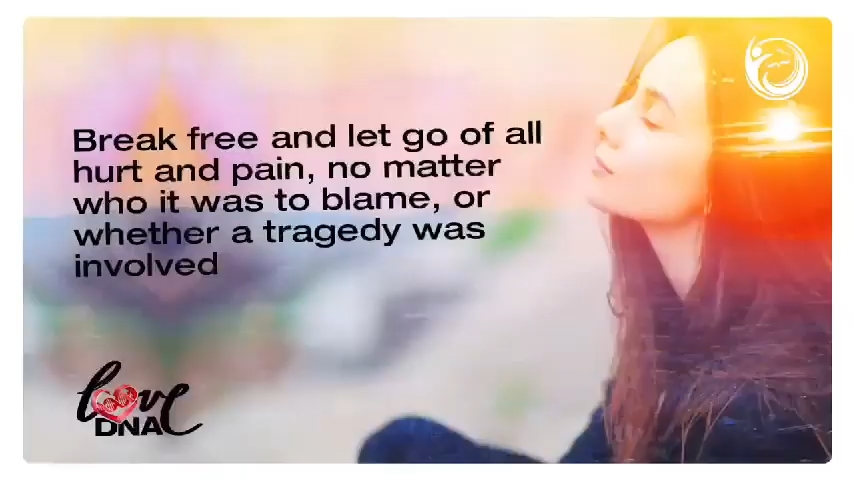 Break free and let go of all
hurt and pain, no matter
who it was to blame, or
whether a tragedy was
involved
love
DNA